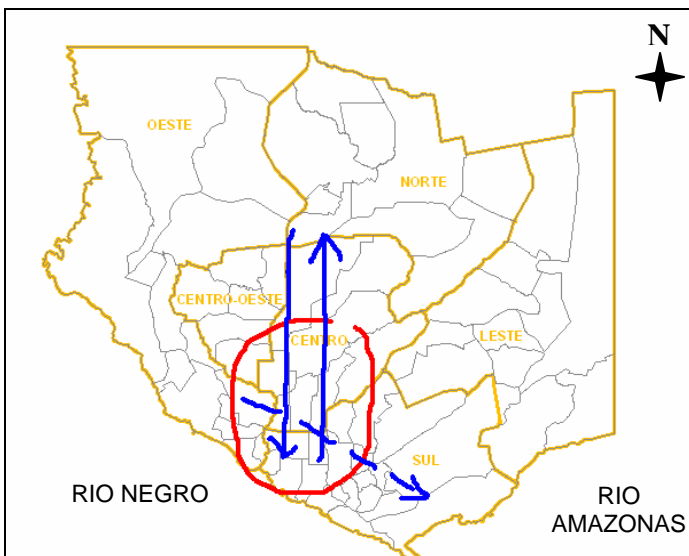 N
OESTE
NORTE
CENTRO-OESTE
CENTRO
LESTE
SUL
RIO NEGRO
RIO
AMAZONAS